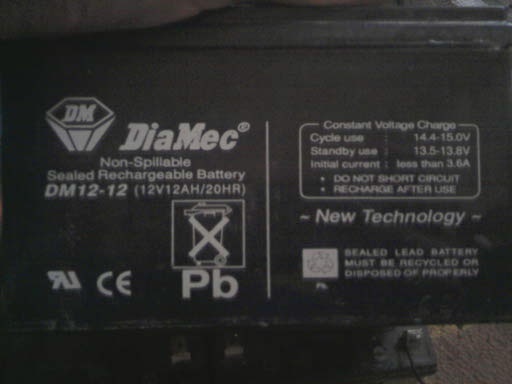 DM
DiaMec®
Non-Spillable
Sealed Rechargeable Battery
DM12-12 (12V12AH/20HR)
Pb
CE
Constant Voltage Charge
Cycle use : 14.4-15.0V
Standby use : 13.5-13.8V
Initial current : less than 3.6A
• DO NOT SHORT CIRCUIT
• RECHARGE AFTER USE
~ New Technology ~
SEALED LEAD BATTERY
MUST BE RECYCLED OR
DISPOSED OF PROPERLY